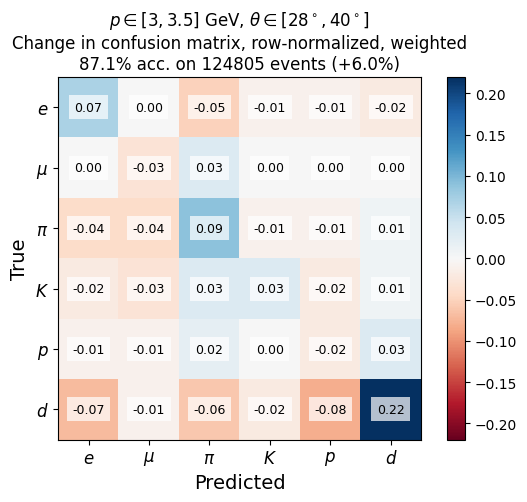 p ∈ [3, 3.5] GeV, θ ∈ [28°, 40°]
Change in confusion matrix, row-normalized, weighted
87.1% acc. on 124805 events (+6.0%)
True
e 0.07 0.00 -0.05 -0.01 -0.01 -0.02
μ 0.00 -0.03 0.03 0.00 0.00 0.00
π -0.04 -0.04 0.09 -0.01 -0.01 0.01
K -0.02 -0.03 0.03 0.03 -0.02 0.01
p -0.01 -0.01 0.02 0.00 -0.02 0.03
d -0.07 -0.01 -0.06 -0.02 -0.08 0.22
e μ π K p d
Predicted
0.20
0.15
0.10
0.05
0.00
−0.05
−0.10
−0.15
−0.20